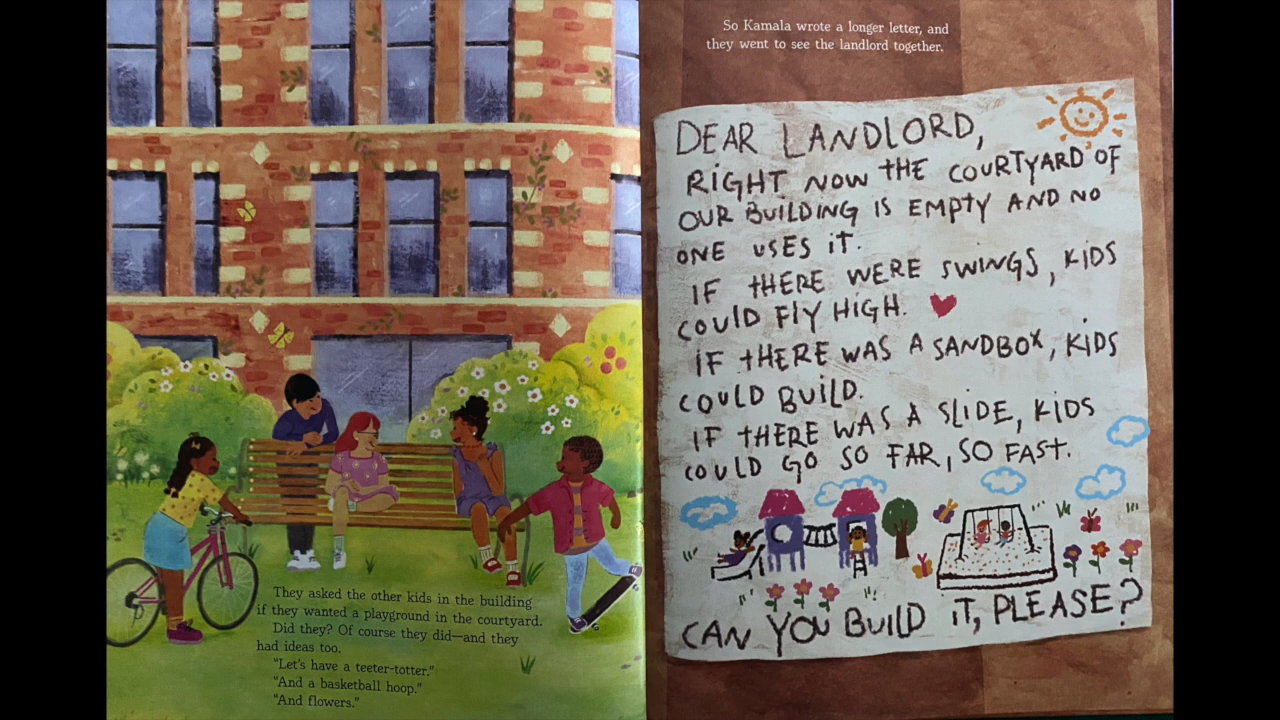 They asked the other kids in the building
if they wanted a playground in the courtyard.
Did they? Of course they did—and they
had ideas too.
"Let's have a teeter-totter."
"And a basketball hoop."
"And flowers."
So Kamala wrote a longer letter, and
they went to see the landlord together.
DEAR LANDLORD,
RiGHT NOW tHE COURtyARD OF
OUR BUiLDING IS EMPty AND NO
ONE USES iT.
IF tHERE WERE SWINGS, KiDS
COULD FlY HIGH.
IF tHERE WAS A SANDBOX, KiDS
COULD BUiLD.
IF tHERE WAS A SLiDE, KiDS
COULD GO SO FAR, SO FAST.
CAN YOU BUiLD iT, PLEASE?